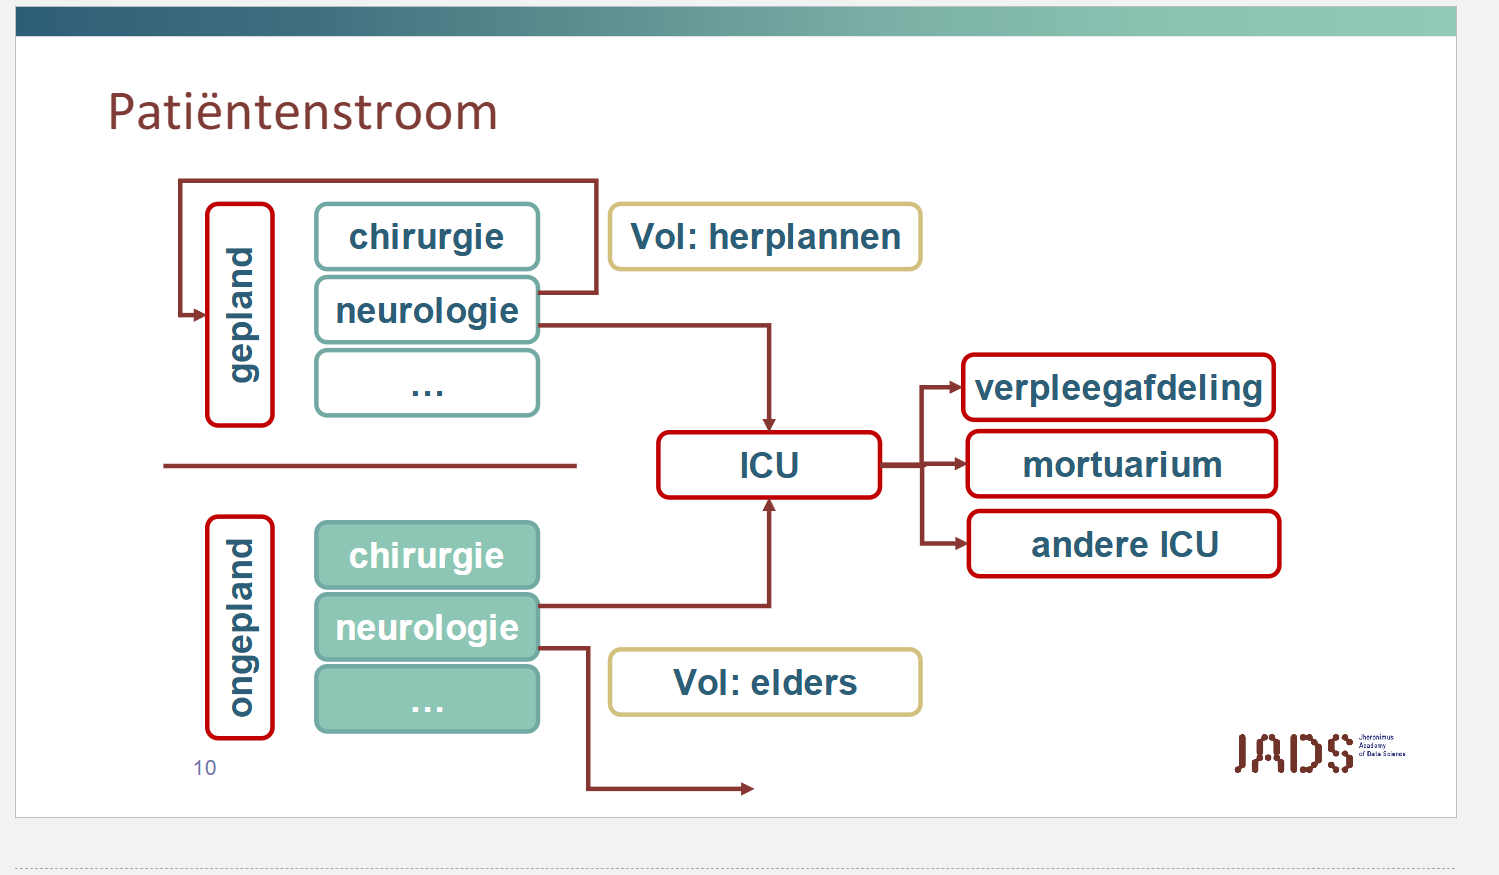 Patiëntenstroom
gepland
chirurgie
neurologie
...
Vol: herplannen
ICU
verpleegafdeling
mortuarium
andere ICU
ongepland
chirurgie
neurologie
...
Vol: elders
10
JADS
Jheronimus
Academy
of Data Science